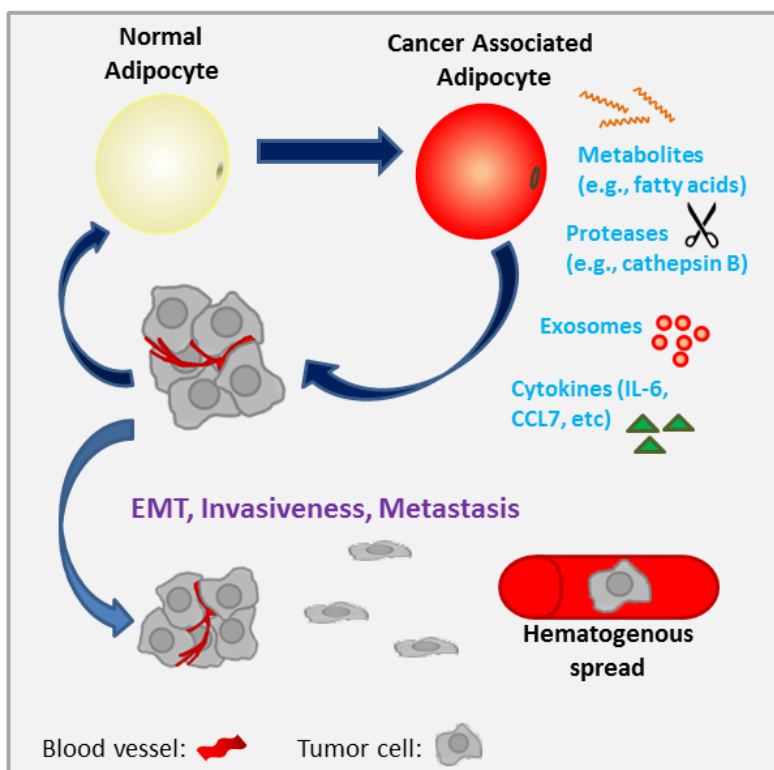 Normal
Adipocyte
Cancer Associated
Adipocyte
Metabolites
(e.g., fatty acids)
Proteases
(e.g., cathepsin B)
Exosomes
Cytokines (IL-6,
CCL7, etc)
EMT, Invasiveness, Metastasis
Hematogenous
spread
Blood vessel:
Tumor cell: